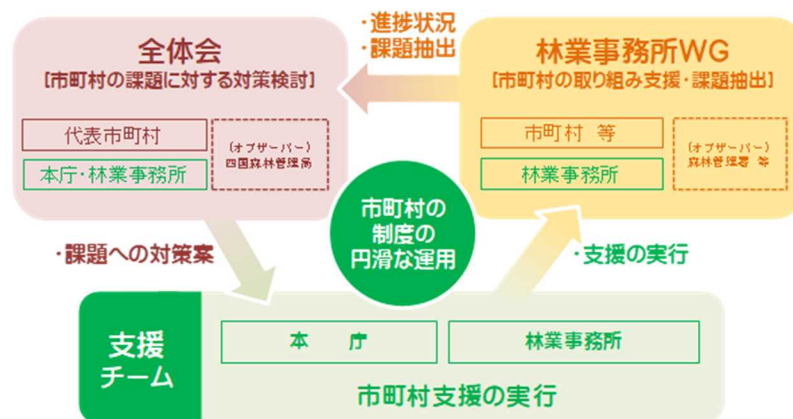 全体会
[市町村の課題に対する対策検討]
代表市町村
本庁・林業事務所
(オブザーバー)
四国森林管理局
・進捗状況
・課題抽出
林業事務所WG
[市町村の取り組み支援・課題抽出]
市町村 等
林業事務所
(オブザーバー)
森林管理署 等
市町村の
制度の
円滑な運用
・課題への対策案
・支援の実行
支援
チーム
本 庁
林業事務所
市町村支援の実行